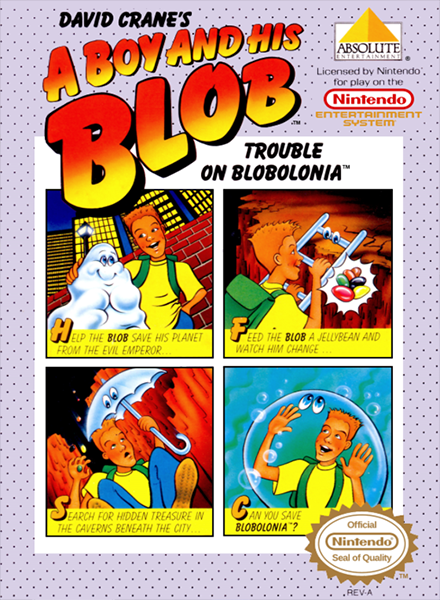 DAVID CRANE'S
A BOY AND HIS
BLOB™
TROUBLE
ON BLOBOLONIA™
ABSOLUTE®
ENTERTAINMENT
Licensed by Nintendo®
for play on the
Nintendo®
ENTERTAINMENT
SYSTEM™
HELP THE BLOB SAVE HIS PLANET
FROM THE EVIL EMPEROR...
FEED THE BLOB A JELLYBEAN AND
WATCH HIM CHANGE...
SEARCH FOR HIDDEN TREASURE IN
THE CAVERNS BENEATH THE CITY...
CAN YOU SAVE
BLOBOLONIA™?
Official
Nintendo
Seal of Quality
™
REV-A